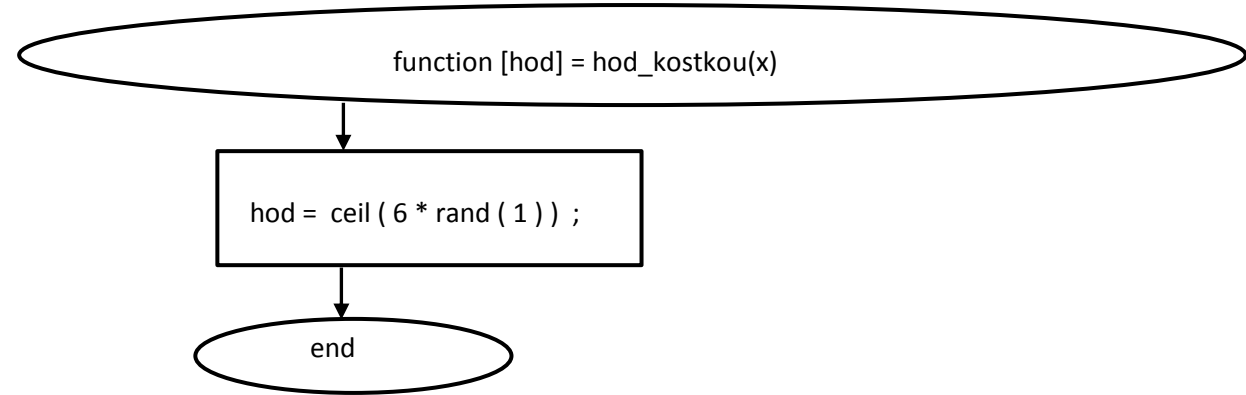 function [hod] = hod_kostkou(x)
hod =  ceil ( 6 * rand ( 1 ) )  ;
end